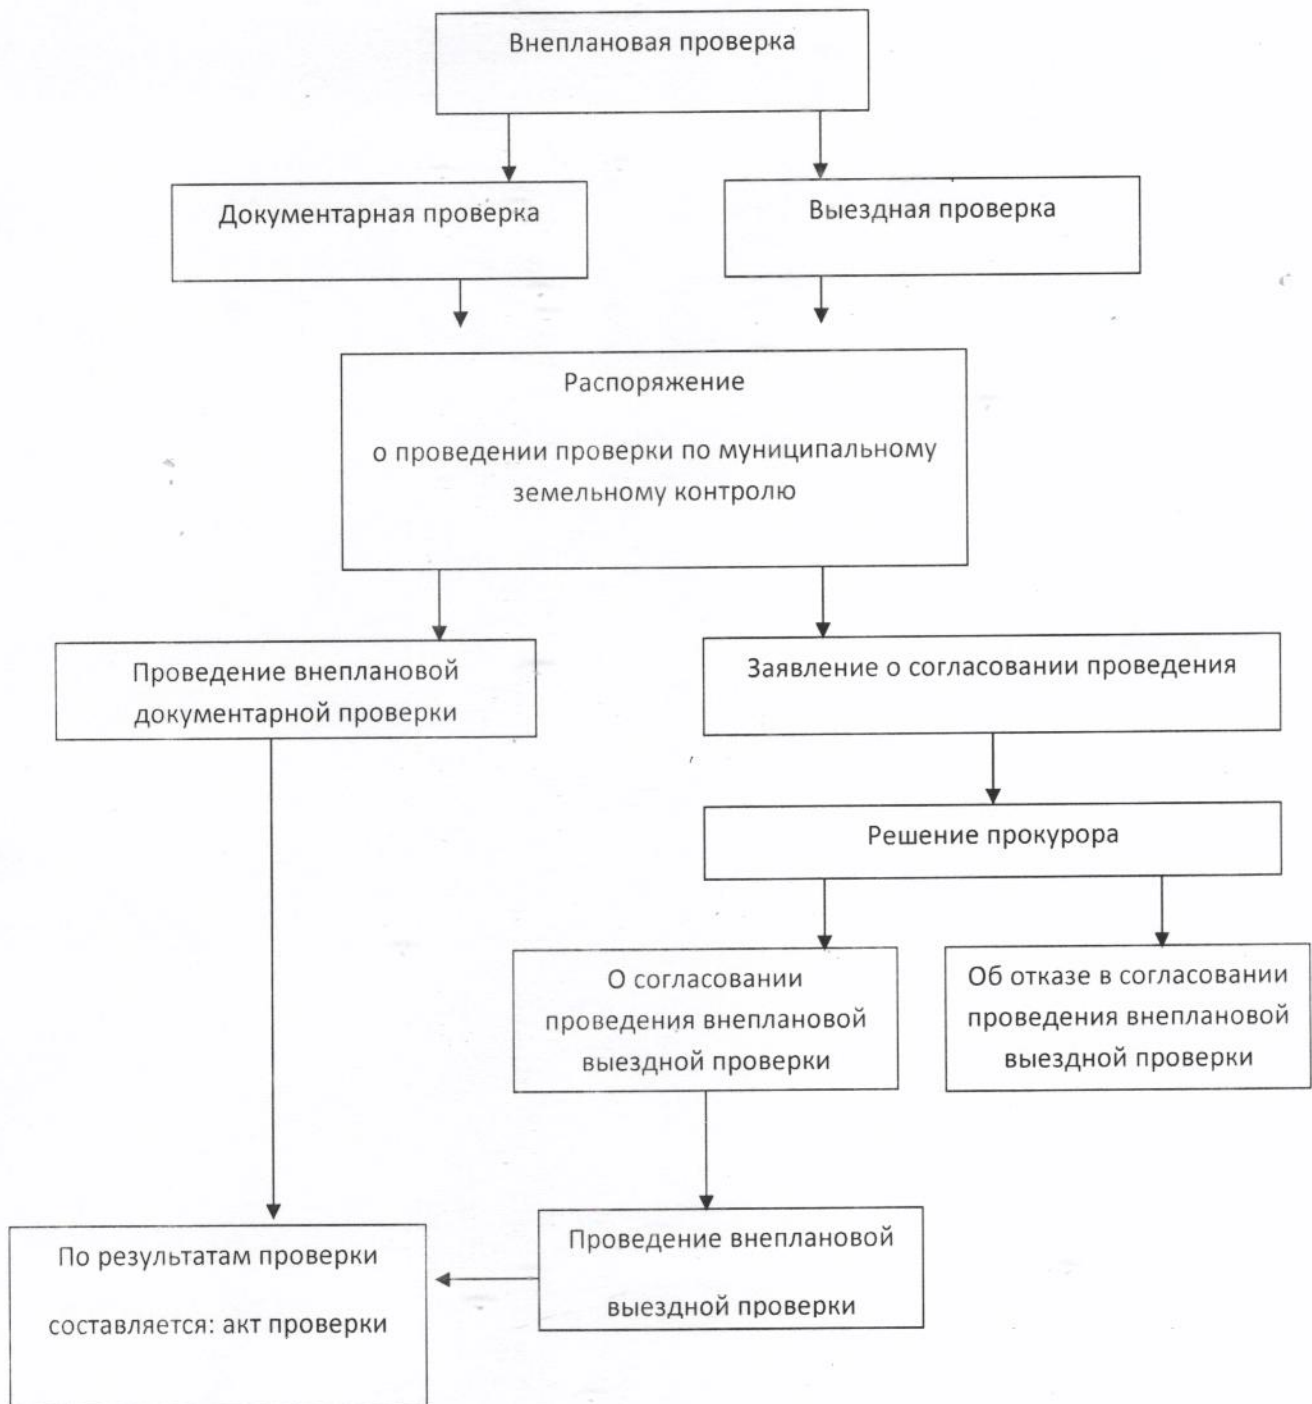 Внеплановая проверка
Документарная проверка
Выездная проверка
Распоряжение
о проведении проверки по муниципальному
земельному контролю
Проведение внеплановой
документарной проверки
Заявление о согласовании проведения
Решение прокурора
О согласовании
проведения внеплановой
выездной проверки
Об отказе в согласовании
проведения внеплановой
выездной проверки
Проведение внеплановой
выездной проверки
По результатам проверки
составляется: акт проверки